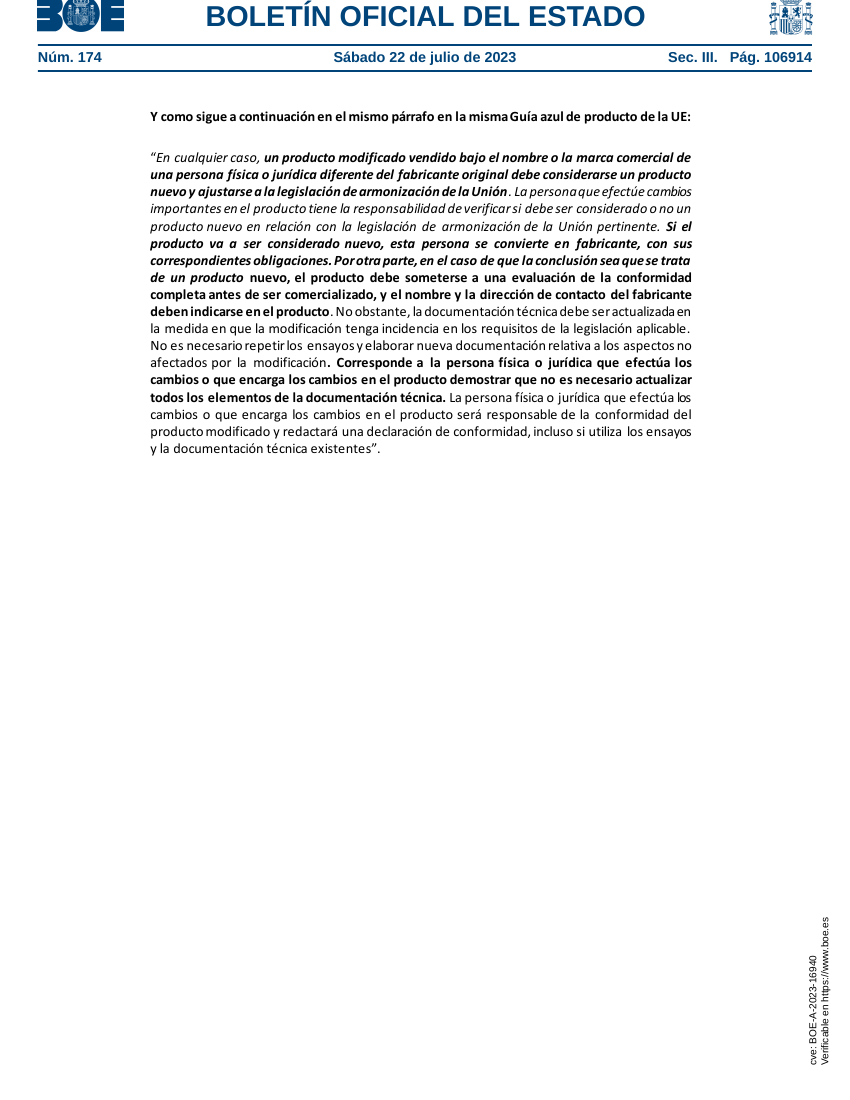 BOE
BOLETÍN OFICIAL DEL ESTADO
Núm. 174 Sábado 22 de julio de 2023 Sec. III. Pág. 106914
Y como sigue a continuación en el mismo párrafo en la misma Guía azul de producto de la UE:
“En cualquier caso, un producto modificado vendido bajo el nombre o la marca comercial de
una persona física o jurídica diferente del fabricante original debe considerarse un producto
nuevo y ajustarse a la legislación de armonización de la Unión. La persona que efectúe cambios
importantes en el producto tiene la responsabilidad de verificar si debe ser considerado o no un
producto nuevo en relación con la legislación de armonización de la Unión pertinente. Si el
producto va a ser considerado nuevo, esta persona se convierte en fabricante, con sus
correspondientes obligaciones. Por otra parte, en el caso de que la conclusión sea que se trata
de un producto nuevo, el producto debe someterse a una evaluación de la conformidad
completa antes de ser comercializado, y el nombre y la dirección de contacto del fabricante
deben indicarse en el producto. No obstante, la documentación técnica debe ser actualizada en
la medida en que la modificación tenga incidencia en los requisitos de la legislación aplicable.
No es necesario repetir los ensayos y elaborar nueva documentación relativa a los aspectos no
afectados por la modificación. Corresponde a la persona física o jurídica que efectúa los
cambios o que encarga los cambios en el producto demostrar que no es necesario actualizar
todos los elementos de la documentación técnica. La persona física o jurídica que efectúa los
cambios o que encarga los cambios en el producto será responsable de la conformidad del
producto modificado y redactará una declaración de conformidad, incluso si utiliza los ensayos
y la documentación técnica existentes”.
cve: BOE-A-2023-16940
Verificable en https://www.boe.es